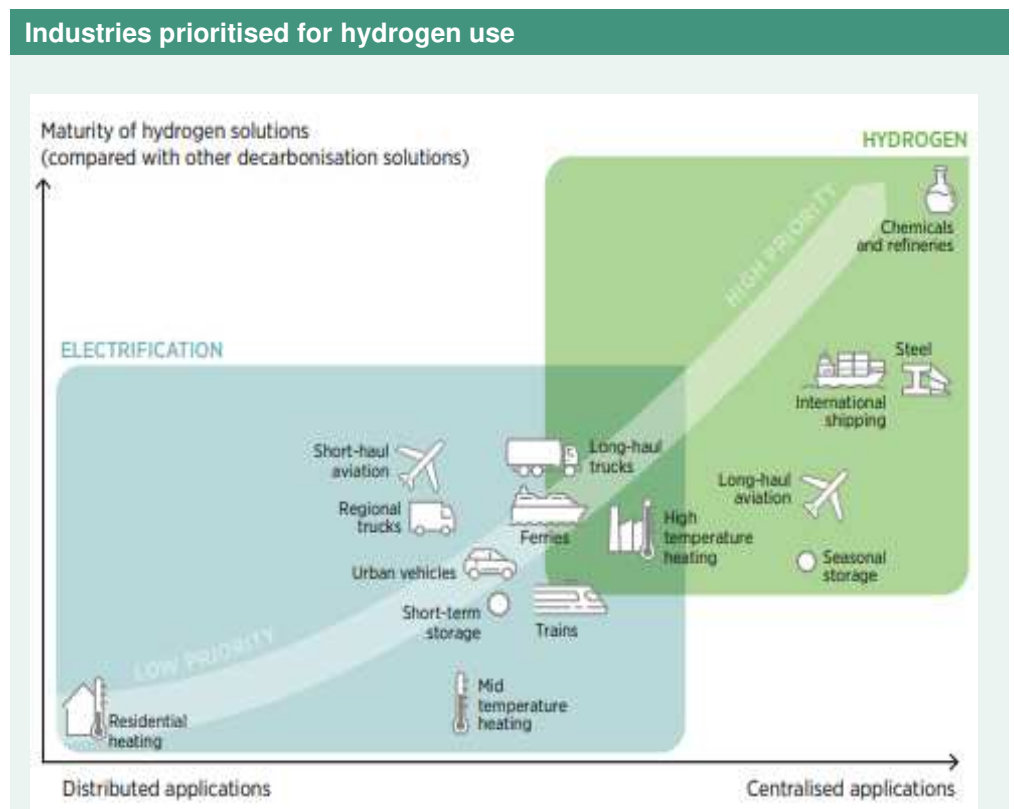 Industries prioritised for hydrogen use
Maturity of hydrogen solutions
(compared with other decarbonisation solutions)
HYDROGEN
HIGH PRIORITY
Chemicals
and refineries
ELECTRIFICATION
Steel
International
shipping
Short-haul
aviation
Long-haul
trucks
Long-haul
aviation
Regional
trucks
Ferries
High
temperature
heating
Urban vehicles
Seasonal
storage
Short-term
storage
Trains
LOW PRIORITY
Mid
temperature
heating
Residential
heating
Distributed applications
Centralised applications